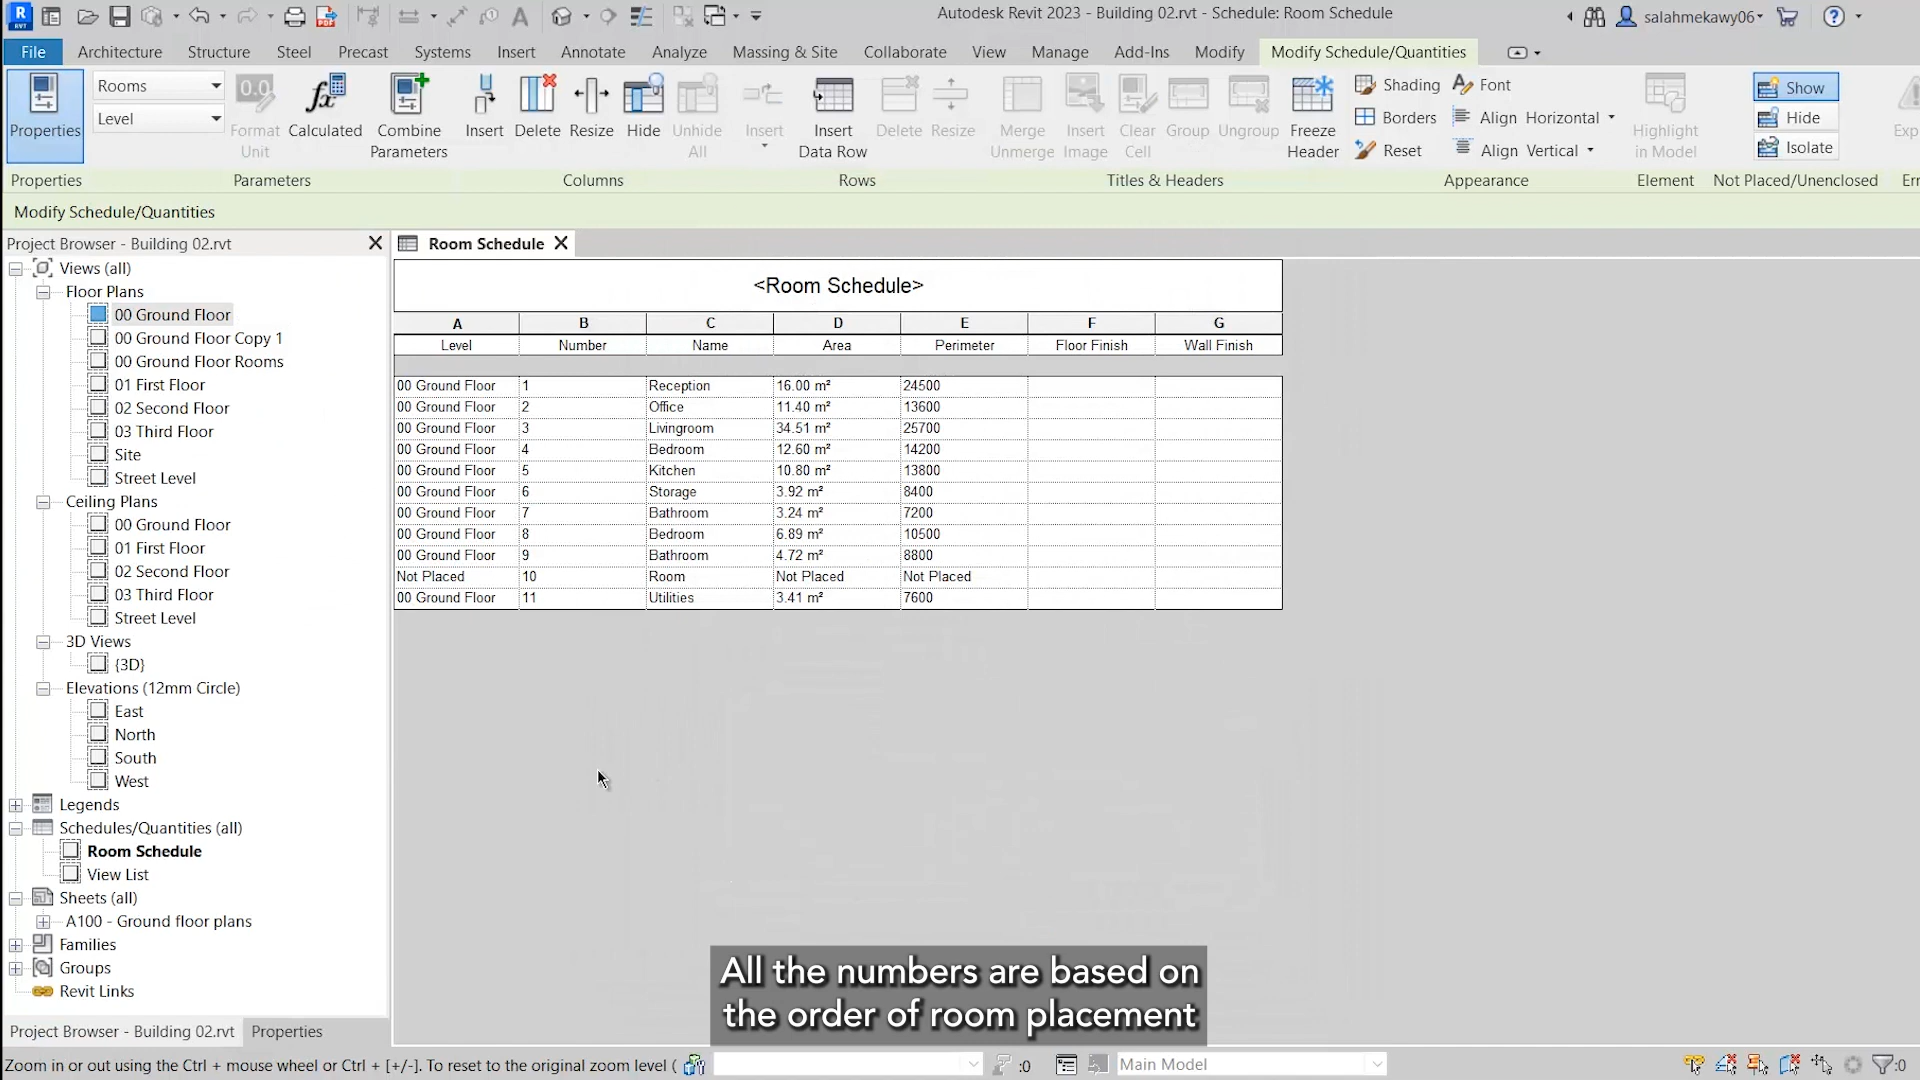 Autodesk Revit 2023 - Building 02.rvt - Schedule: Room Schedule
salahmekawy06
File Architecture Structure Steel Precast Systems Insert Annotate Analyze Massing & Site Collaborate View Manage Add-Ins Modify Modify Schedule/Quantities
Properties
Rooms
Level
Format Unit
Calculated
Combine Parameters
Insert
Delete
Resize
Hide
Unhide All
Insert
Insert Data Row
Delete
Resize
Merge Unmerge
Insert Image
Clear Cell
Group
Ungroup
Freeze Header
Shading
Borders
Reset
Font
Align Horizontal
Align Vertical
Highlight in Model
Show
Hide
Isolate
Properties Parameters Columns Rows Titles & Headers Appearance Element Not Placed/Unenclosed
Modify Schedule/Quantities
Project Browser - Building 02.rvt
Views (all)
Floor Plans
00 Ground Floor
00 Ground Floor Copy 1
00 Ground Floor Rooms
01 First Floor
02 Second Floor
03 Third Floor
Site
Street Level
Ceiling Plans
00 Ground Floor
01 First Floor
02 Second Floor
03 Third Floor
Street Level
3D Views
{3D}
Elevations (12mm Circle)
East
North
South
West
Legends
Schedules/Quantities (all)
Room Schedule
View List
Sheets (all)
A100 - Ground floor plans
Families
Groups
Revit Links
Project Browser - Building 02.rvt Properties
Room Schedule
<Room Schedule>
A B C D E F G
Level Number Name Area Perimeter Floor Finish Wall Finish
00 Ground Floor 1 Reception 16.00 m² 24500
00 Ground Floor 2 Office 11.40 m² 13600
00 Ground Floor 3 Livingroom 34.51 m² 25700
00 Ground Floor 4 Bedroom 12.60 m² 14200
00 Ground Floor 5 Kitchen 10.80 m² 13800
00 Ground Floor 6 Storage 3.92 m² 8400
00 Ground Floor 7 Bathroom 3.24 m² 7200
00 Ground Floor 8 Bedroom 6.89 m² 10500
00 Ground Floor 9 Bathroom 4.72 m² 8800
Not Placed 10 Room Not Placed Not Placed
00 Ground Floor 11 Utilities 3.41 m² 7600
All the numbers are based on
the order of room placement
Zoom in or out using the Ctrl + mouse wheel or Ctrl + [+/-]. To reset to the original zoom level ( :0 Main Model :0